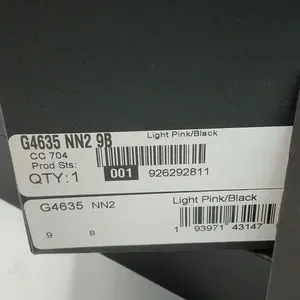 G4635 NN2 9B Light Pink/Black
CC 704
Prod Sts:
QTY: 1 001 926292811
G4635 NN2 Light Pink/Black
9 B 1 93971 43147